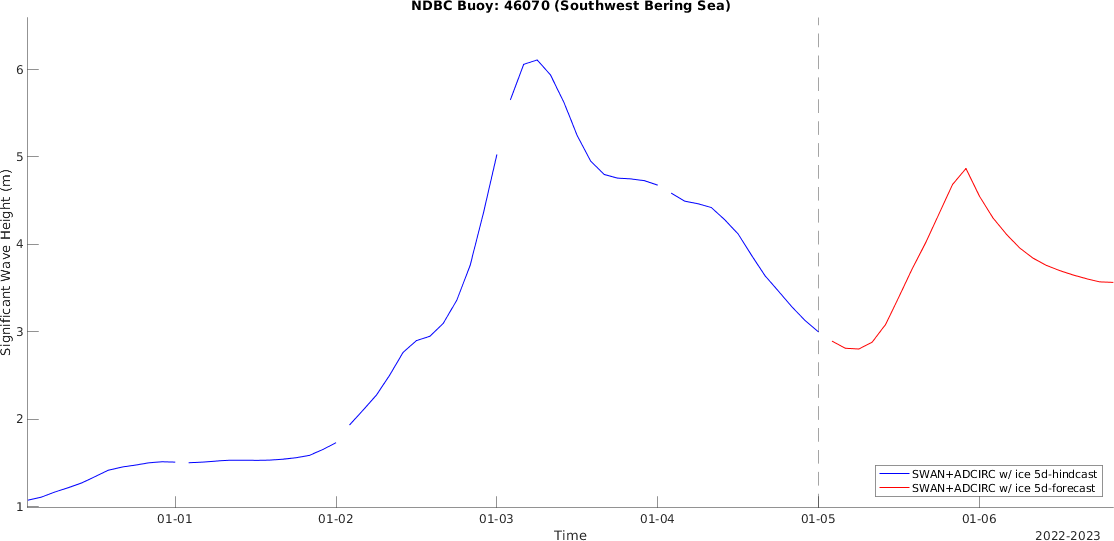 NDBC Buoy: 46070 (Southwest Bering Sea)
6
5
4
3
2
1
Significant Wave Height (m)
01-01 01-02 01-03 01-04 01-05 01-06
Time
2022-2023
SWAN+ADCIRC w/ ice 5d-hindcast
SWAN+ADCIRC w/ ice 5d-forecast